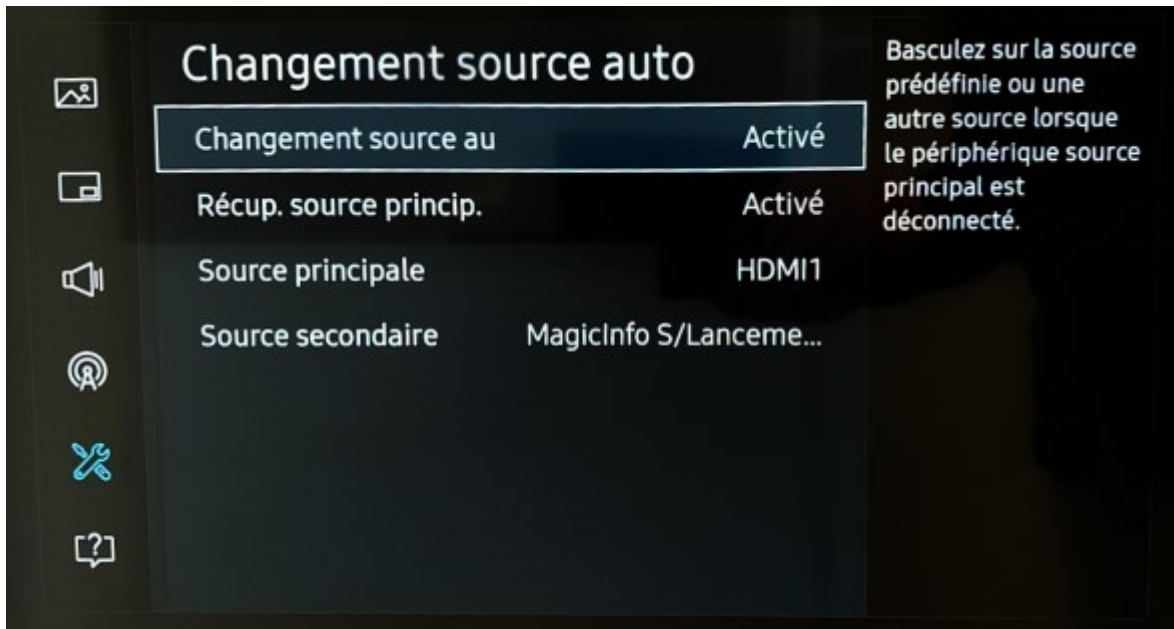 Changement source auto
Changement source au Activé
Récup. source princip. Activé
Source principale HDMI1
Source secondaire MagicInfo S/Lanceme...
Basculez sur la source
prédéfinie ou une
autre source lorsque
le périphérique source
principal est
déconnecté.